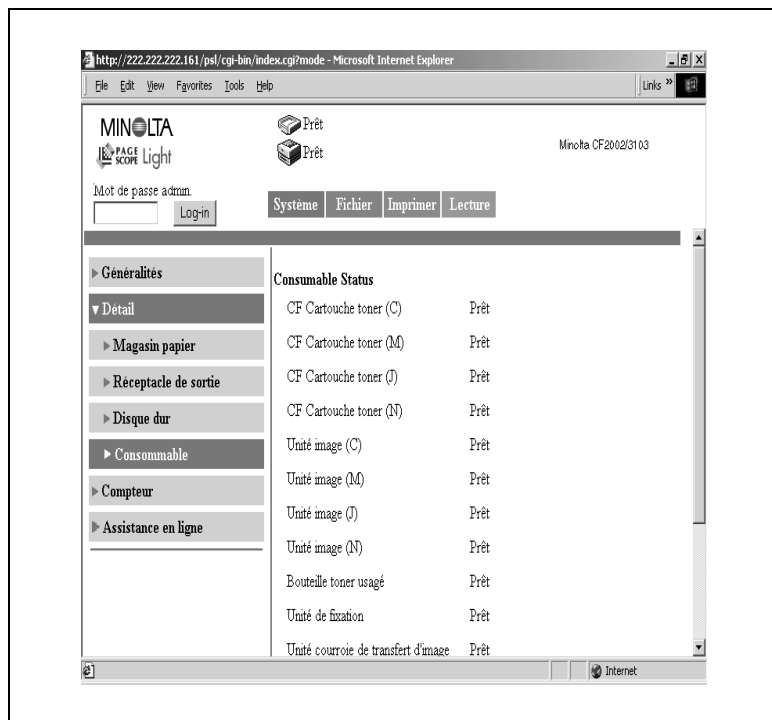 http://222.222.222.161/psl/cgi-bin/index.cgi?mode - Microsoft Internet Explorer
File Edit View Favorites Tools Help Links »
MINOLTA
PAGE SCOPE Light
Prêt
Prêt
Minolta CF2002/3103
Mot de passe admin.
Log-in
Système Fichier Imprimer Lecture
Généralités
Détail
Magasin papier
Réceptacle de sortie
Disque dur
Consommable
Compteur
Assistance en ligne
Consumable Status
CF Cartouche toner (C) Prêt
CF Cartouche toner (M) Prêt
CF Cartouche toner (J) Prêt
CF Cartouche toner (N) Prêt
Unité image (C) Prêt
Unité image (M) Prêt
Unité image (J) Prêt
Unité image (N) Prêt
Bouteille toner usagé Prêt
Unité de fixation Prêt
Unité courroie de transfert d'image Prêt
Internet